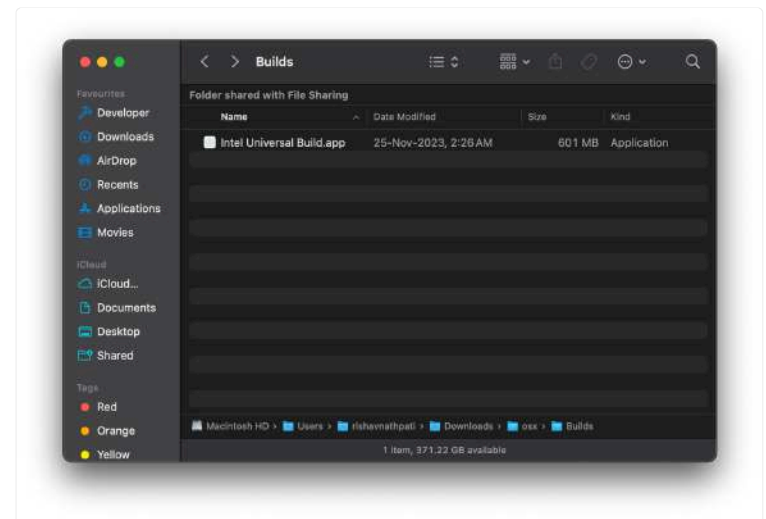 Builds
Favourites
Developer
Downloads
AirDrop
Recents
Applications
Movies
iCloud
iCloud...
Documents
Desktop
Shared
Tags
Red
Orange
Yellow
Folder shared with File Sharing
Name Date Modified Size Kind
Intel Universal Build.app 25-Nov-2023, 2:26 AM 601 MB Application
Macintosh HD › Users › rishavnathpati › Downloads › osx › Builds
1 item, 371.22 GB available